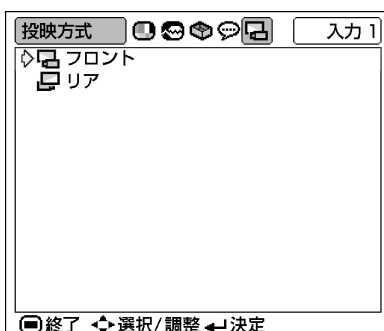 投映方式 入力 1
フロント
リア
終了 選択/調整 決定